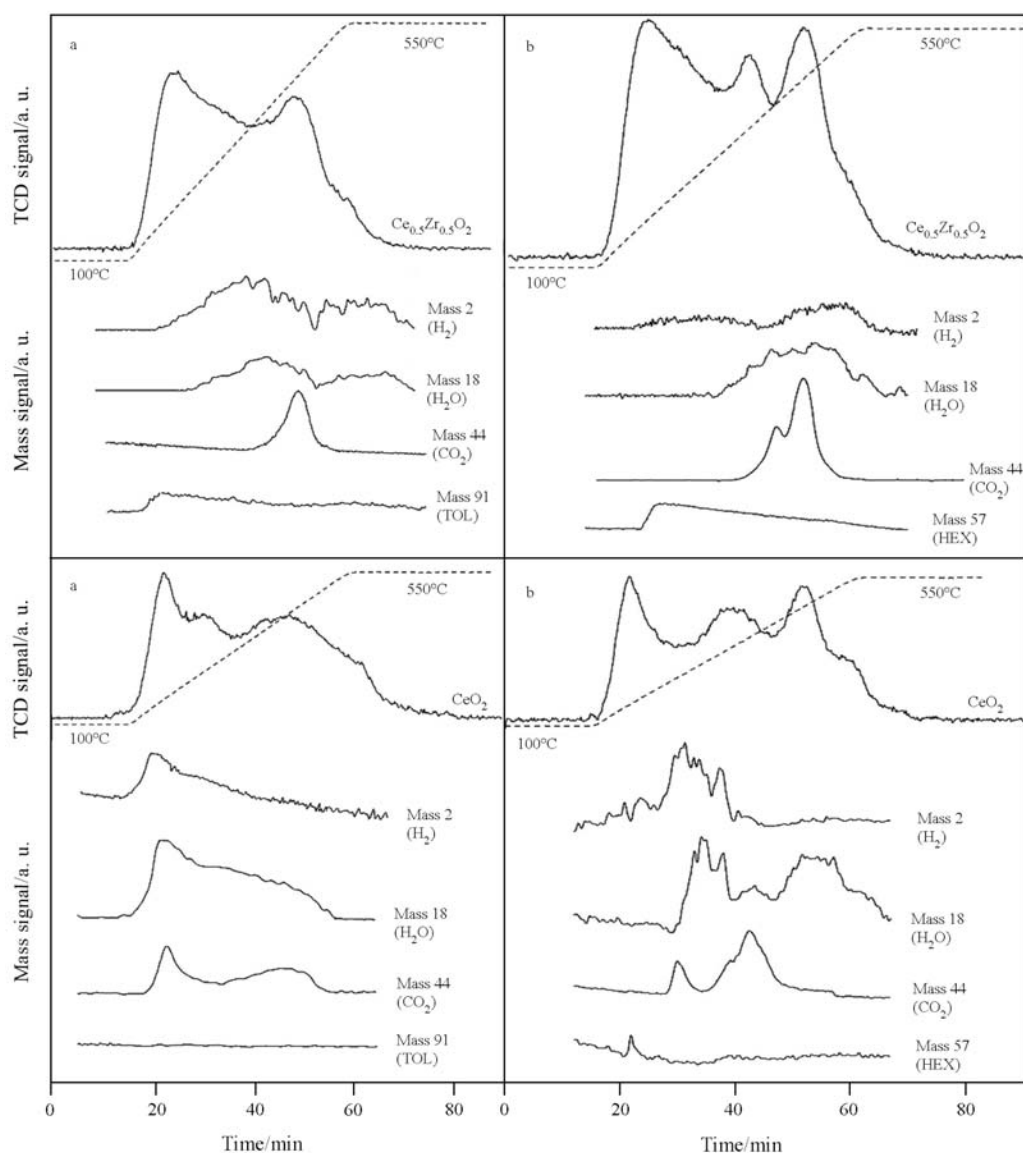 a
550°C
TCD signal/a. u.
Ce0.5Zr0.5O2
100°C
Mass 2
(H2)
Mass 18
(H2O)
Mass signal/a. u.
Mass 44
(CO2)
Mass 91
(TOL)
b
550°C
Ce0.5Zr0.5O2
100°C
Mass 2
(H2)
Mass 18
(H2O)
Mass 44
(CO2)
Mass 57
(HEX)
a
550°C
TCD signal/a. u.
CeO2
100°C
Mass 2
(H2)
Mass 18
(H2O)
Mass signal/a. u.
Mass 44
(CO2)
Mass 91
(TOL)
0 20 40 60 80
Time/min
b
550°C
CeO2
100°C
Mass 2
(H2)
Mass 18
(H2O)
Mass 44
(CO2)
Mass 57
(HEX)
0 20 40 60 80
Time/min